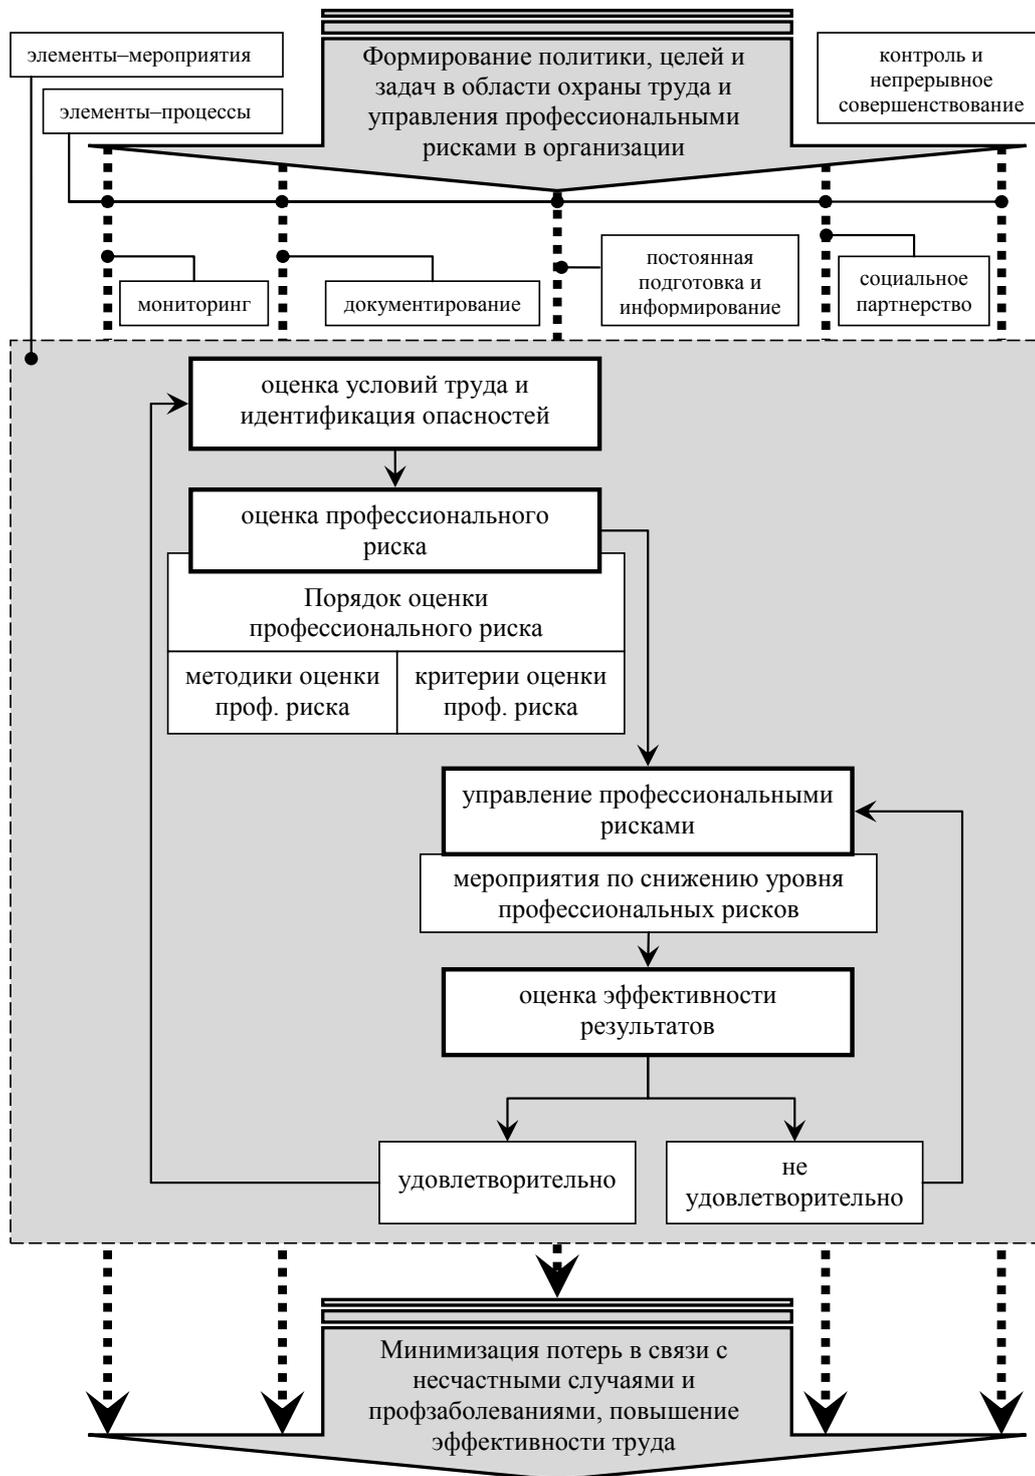 элементы–мероприятия
элементы–процессы
Формирование политики, целей и
задач в области охраны труда и
управления профессиональными
рисками в организации
контроль и
непрерывное
совершенствование
мониторинг
документирование
постоянная
подготовка и
информирование
социальное
партнерство
оценка условий труда и
идентификация опасностей
оценка профессионального
риска
Порядок оценки
профессионального риска
методики оценки
проф. риска
критерии оценки
проф. риска
управление профессиональными
рисками
мероприятия по снижению уровня
профессиональных рисков
оценка эффективности
результатов
удовлетворительно
не
удовлетворительно
Минимизация потерь в связи с
несчастными случаями и
профзаболеваниями, повышение
эффективности труда